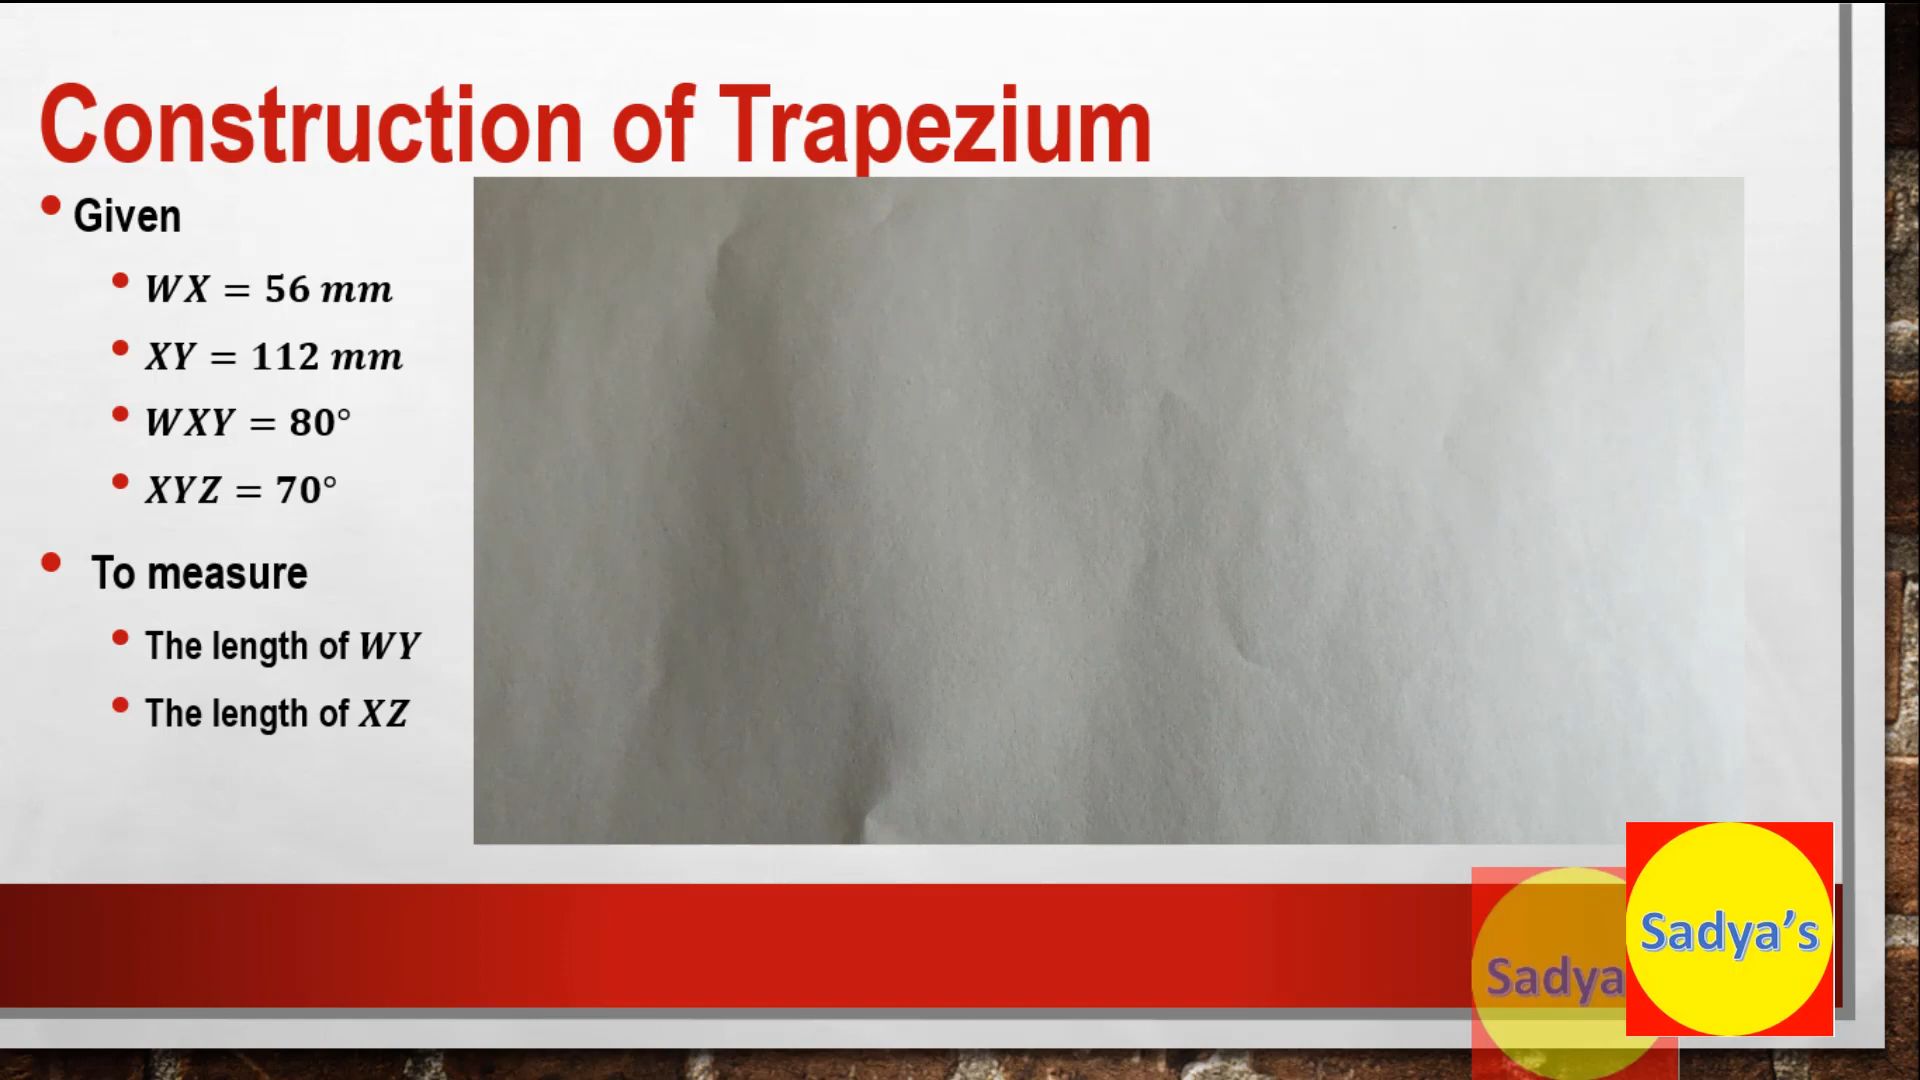 Construction of Trapezium
• Given
• WX = 56 mm
• XY = 112 mm
• WXY = 80°
• XYZ = 70°
• To measure
• The length of WY
• The length of XZ
Sadya's
Sadya